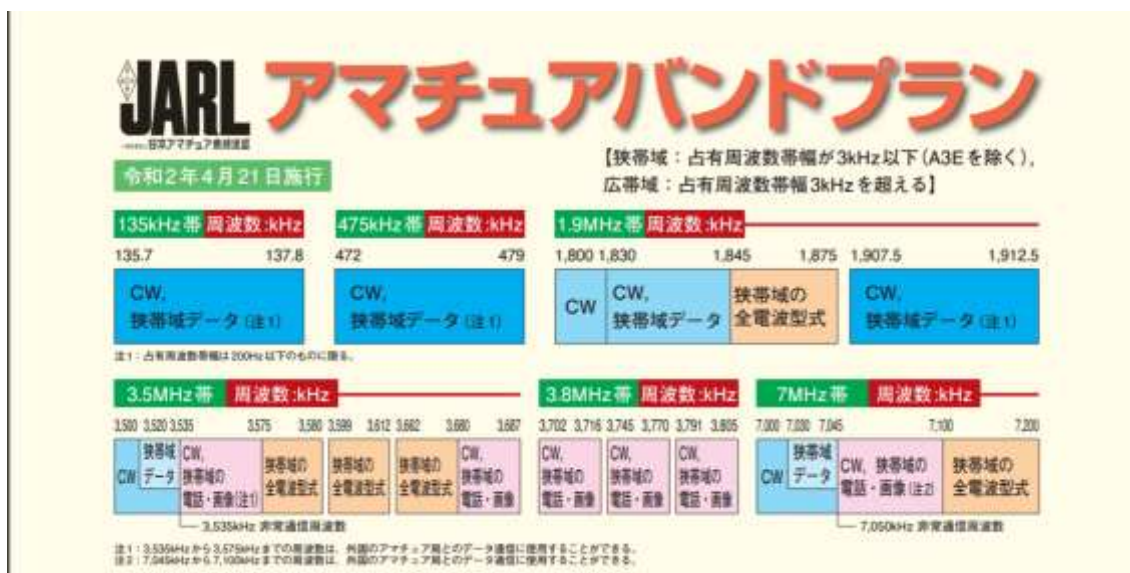 JARL アマチュアバンドプラン
日本アマチュア無線連盟
【狭帯域：占有周波数帯幅が3kHz以下（A3Eを除く），
令和2年4月21日施行
広帯域：占有周波数帯幅3kHzを超える】
135kHz帯 周波数:kHz 475kHz帯 周波数:kHz 1.9MHz帯 周波数:kHz
135.7 137.8 472 479 1,800 1,830 1,845 1,875 1,907.5 1,912.5
CW, CW, CW CW, 狭帯域の CW,
狭帯域データ（注1） 狭帯域データ（注1） 狭帯域データ 全電波型式 狭帯域データ（注1）
注1：占有周波数帯幅は200Hz以下のものに限る。
3.5MHz帯 周波数:kHz 3.8MHz帯 周波数:kHz 7MHz帯 周波数:kHz
3,500 3,520 3,535 3,575 3,580 3,599 3,612 3,662 3,680 3,687 3,702 3,716 3,745 3,770 3,791 3,805 7,000 7,030 7,045 7,100 7,200
狭帯域 CW, CW, CW, CW, CW, 狭帯域
CW データ 狭帯域の 狭帯域の 狭帯域の 狭帯域の 狭帯域の 狭帯域の 狭帯域の 狭帯域の CW データ CW, 狭帯域の 狭帯域の
電話・画像（注1） 全電波型式 全電波型式 全電波型式 電話・画像 電話・画像 電話・画像 電話・画像 電話・画像（注2） 全電波型式
3,535kHz 非常通信周波数 7,050kHz 非常通信周波数
注1：3,535kHzから3,575kHzまでの周波数は、外国のアマチュア局とのデータ通信に使用することができる。
注2：7,045kHzから7,100kHzまでの周波数は、外国のアマチュア局とのデータ通信に使用することができる。